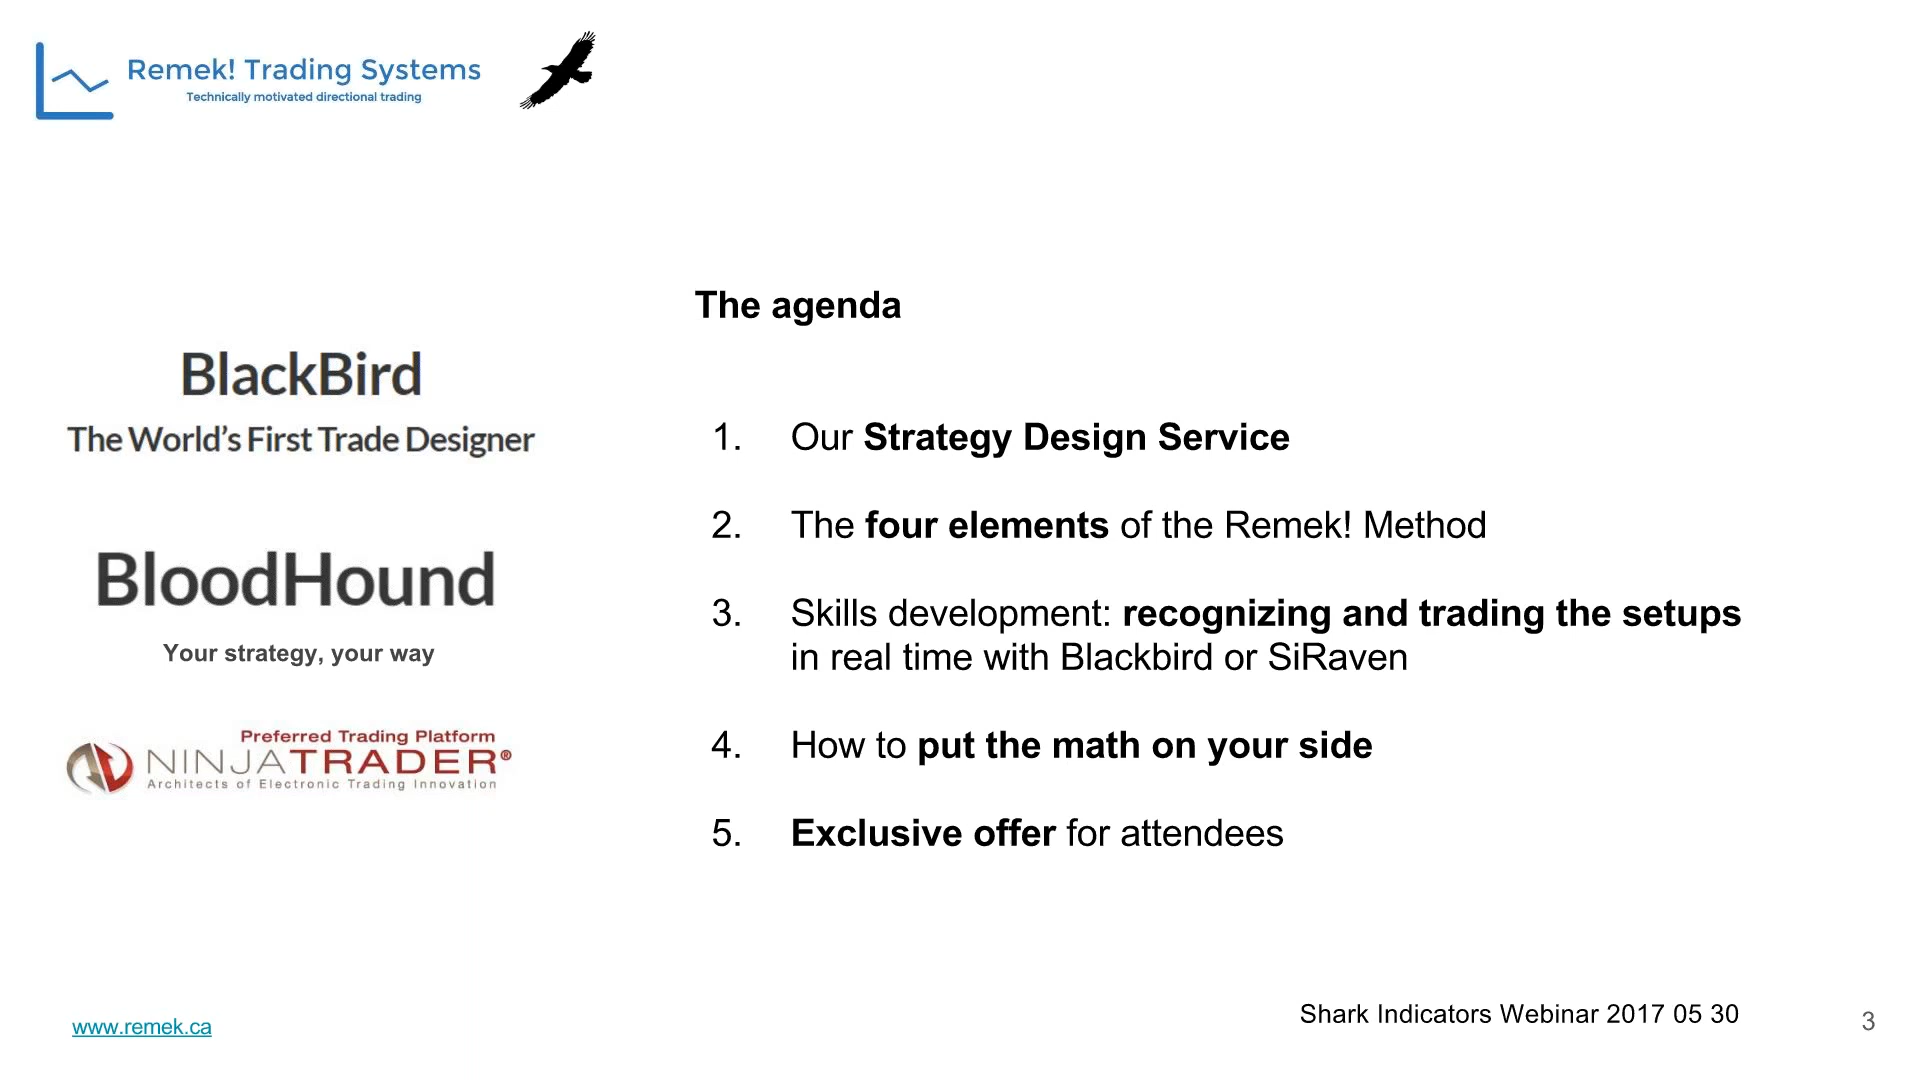 Remek! Trading Systems
Technically motivated directional trading
The agenda
BlackBird
The World's First Trade Designer
BloodHound
Your strategy, your way
Preferred Trading Platform
NINJATRADER®
Architects of Electronic Trading Innovation
1. Our Strategy Design Service
2. The four elements of the Remek! Method
3. Skills development: recognizing and trading the setups
in real time with Blackbird or SiRaven
4. How to put the math on your side
5. Exclusive offer for attendees
www.remek.ca
Shark Indicators Webinar 2017 05 30
3